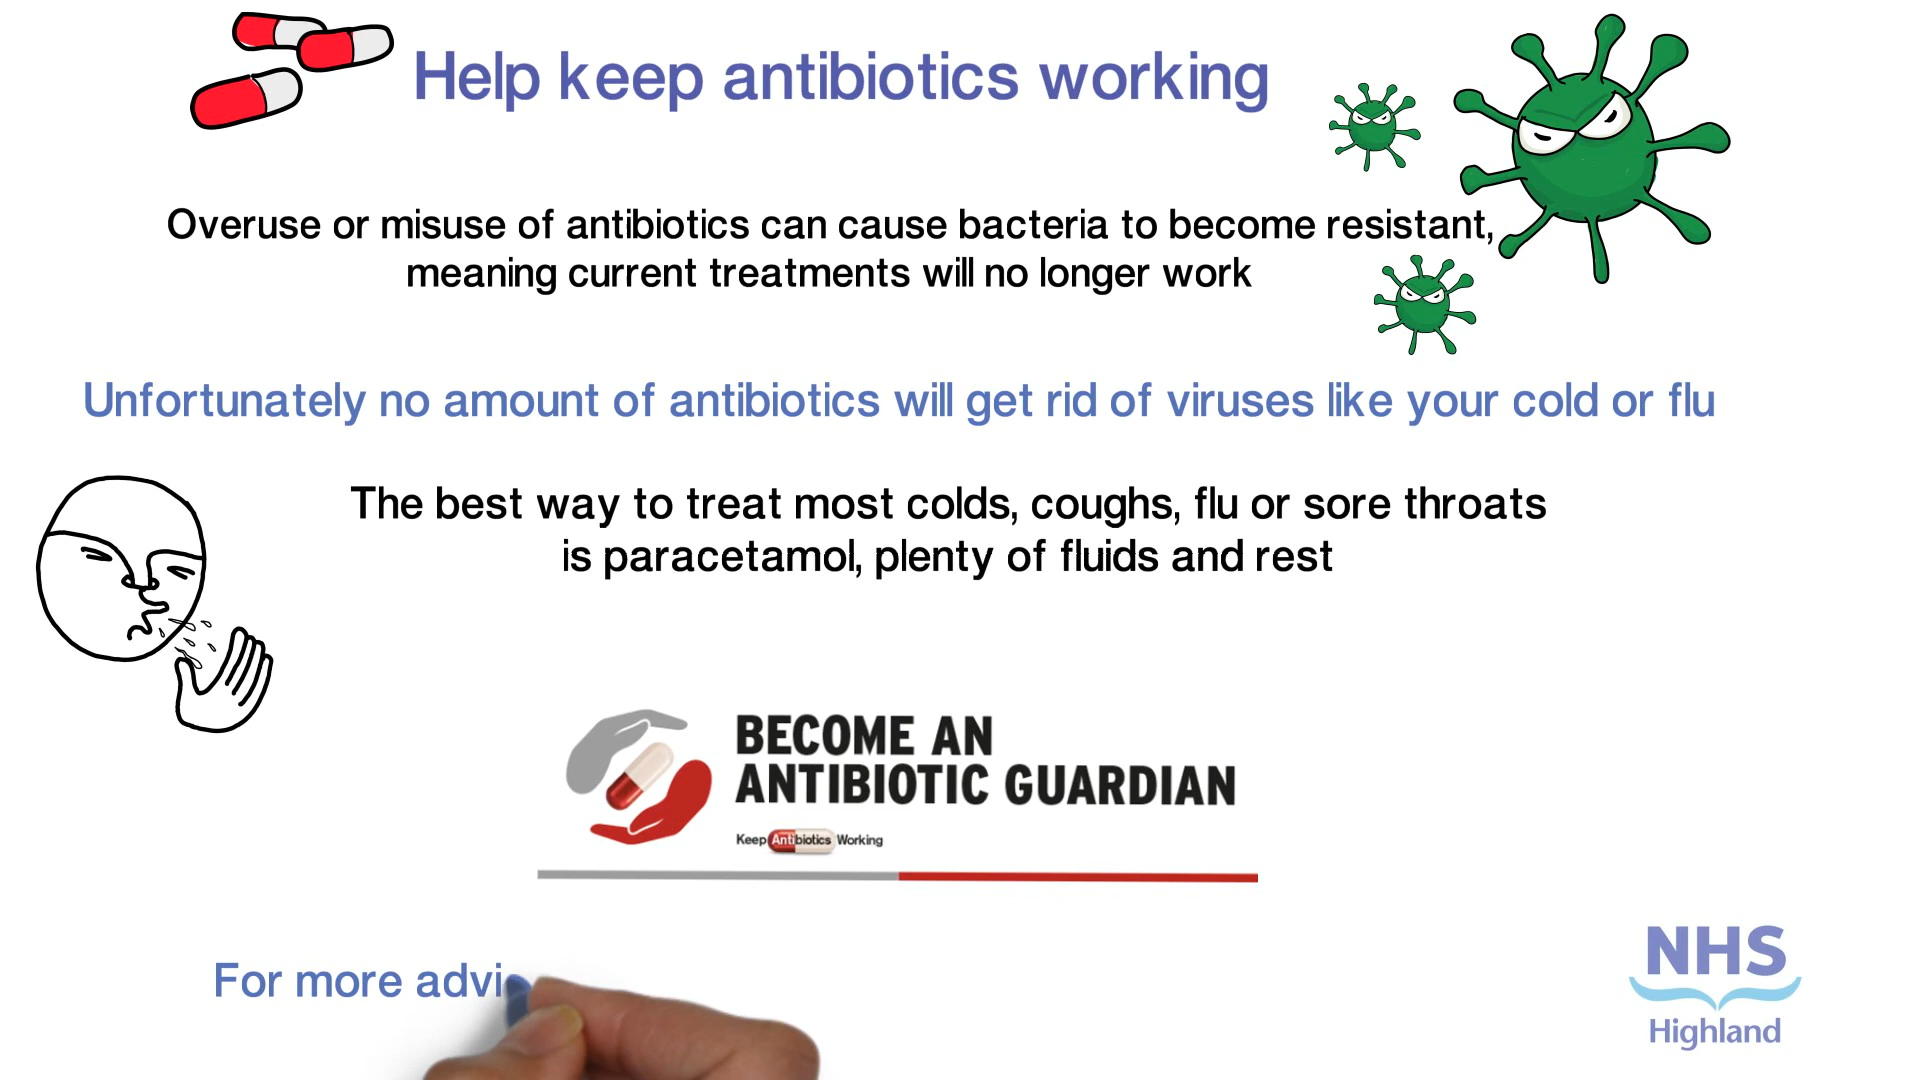 Help keep antibiotics working
Overuse or misuse of antibiotics can cause bacteria to become resistant,
meaning current treatments will no longer work
Unfortunately no amount of antibiotics will get rid of viruses like your cold or flu
The best way to treat most colds, coughs, flu or sore throats
is paracetamol, plenty of fluids and rest
BECOME AN
ANTIBIOTIC GUARDIAN
Keep Antibiotics Working
For more advi
NHS
Highland